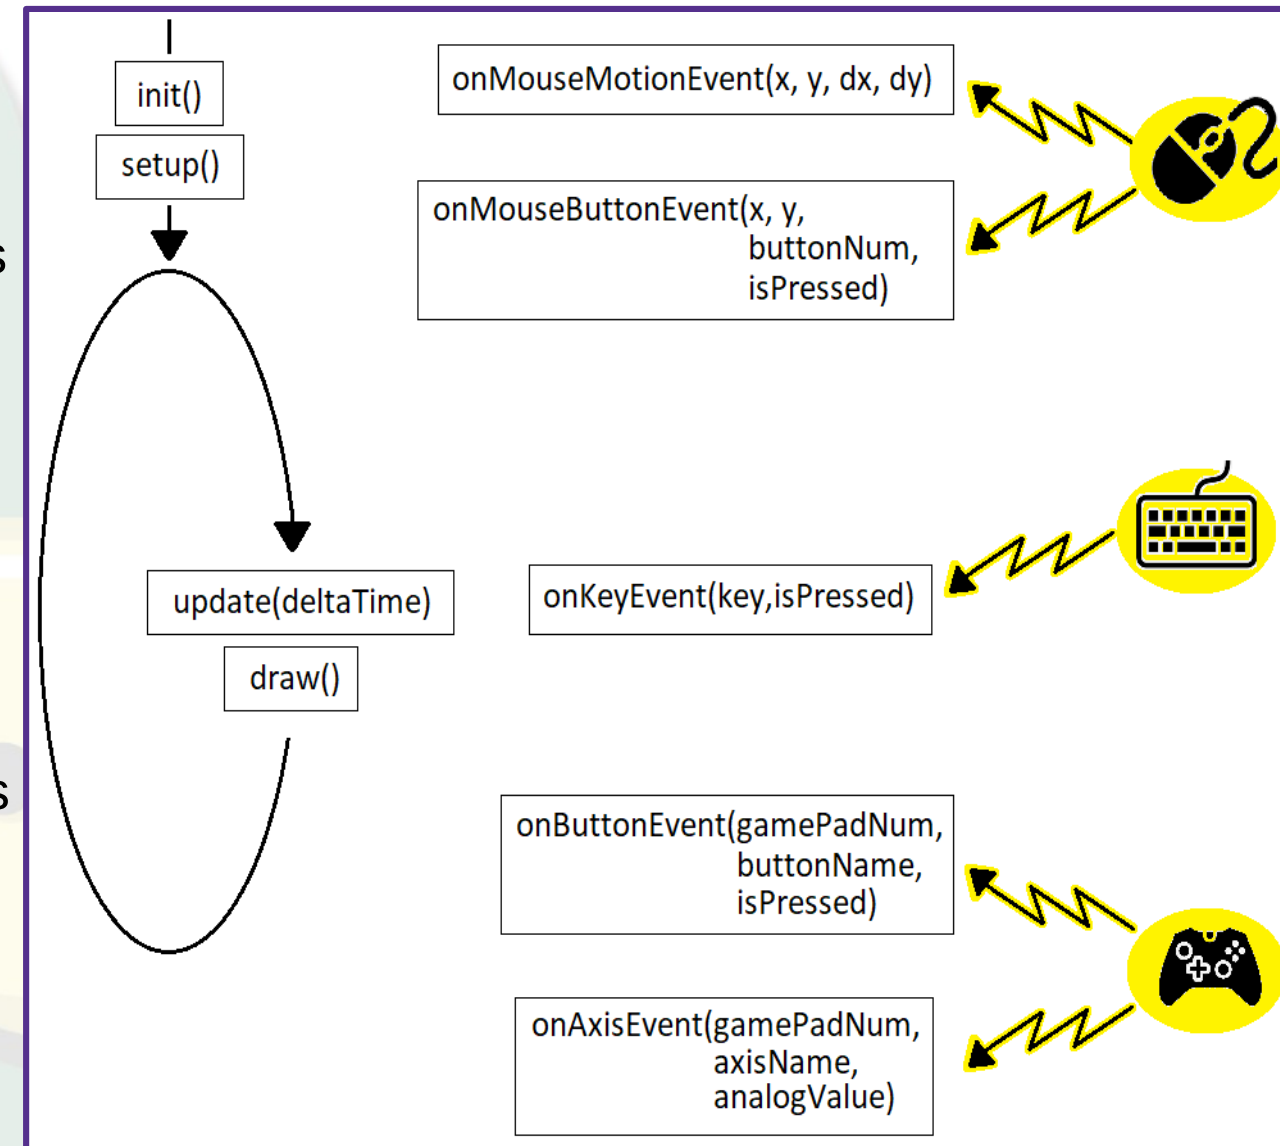 init()
setup()
update(deltaTime)
draw()
onMouseMotionEvent(x, y, dx, dy)
onMouseButtonEvent(x, y,
buttonNum,
isPressed)
onKeyEvent(key,isPressed)
onButtonEvent(gamePadNum,
buttonName,
isPressed)
onAxisEvent(gamePadNum,
axisName,
analogValue)
s
s